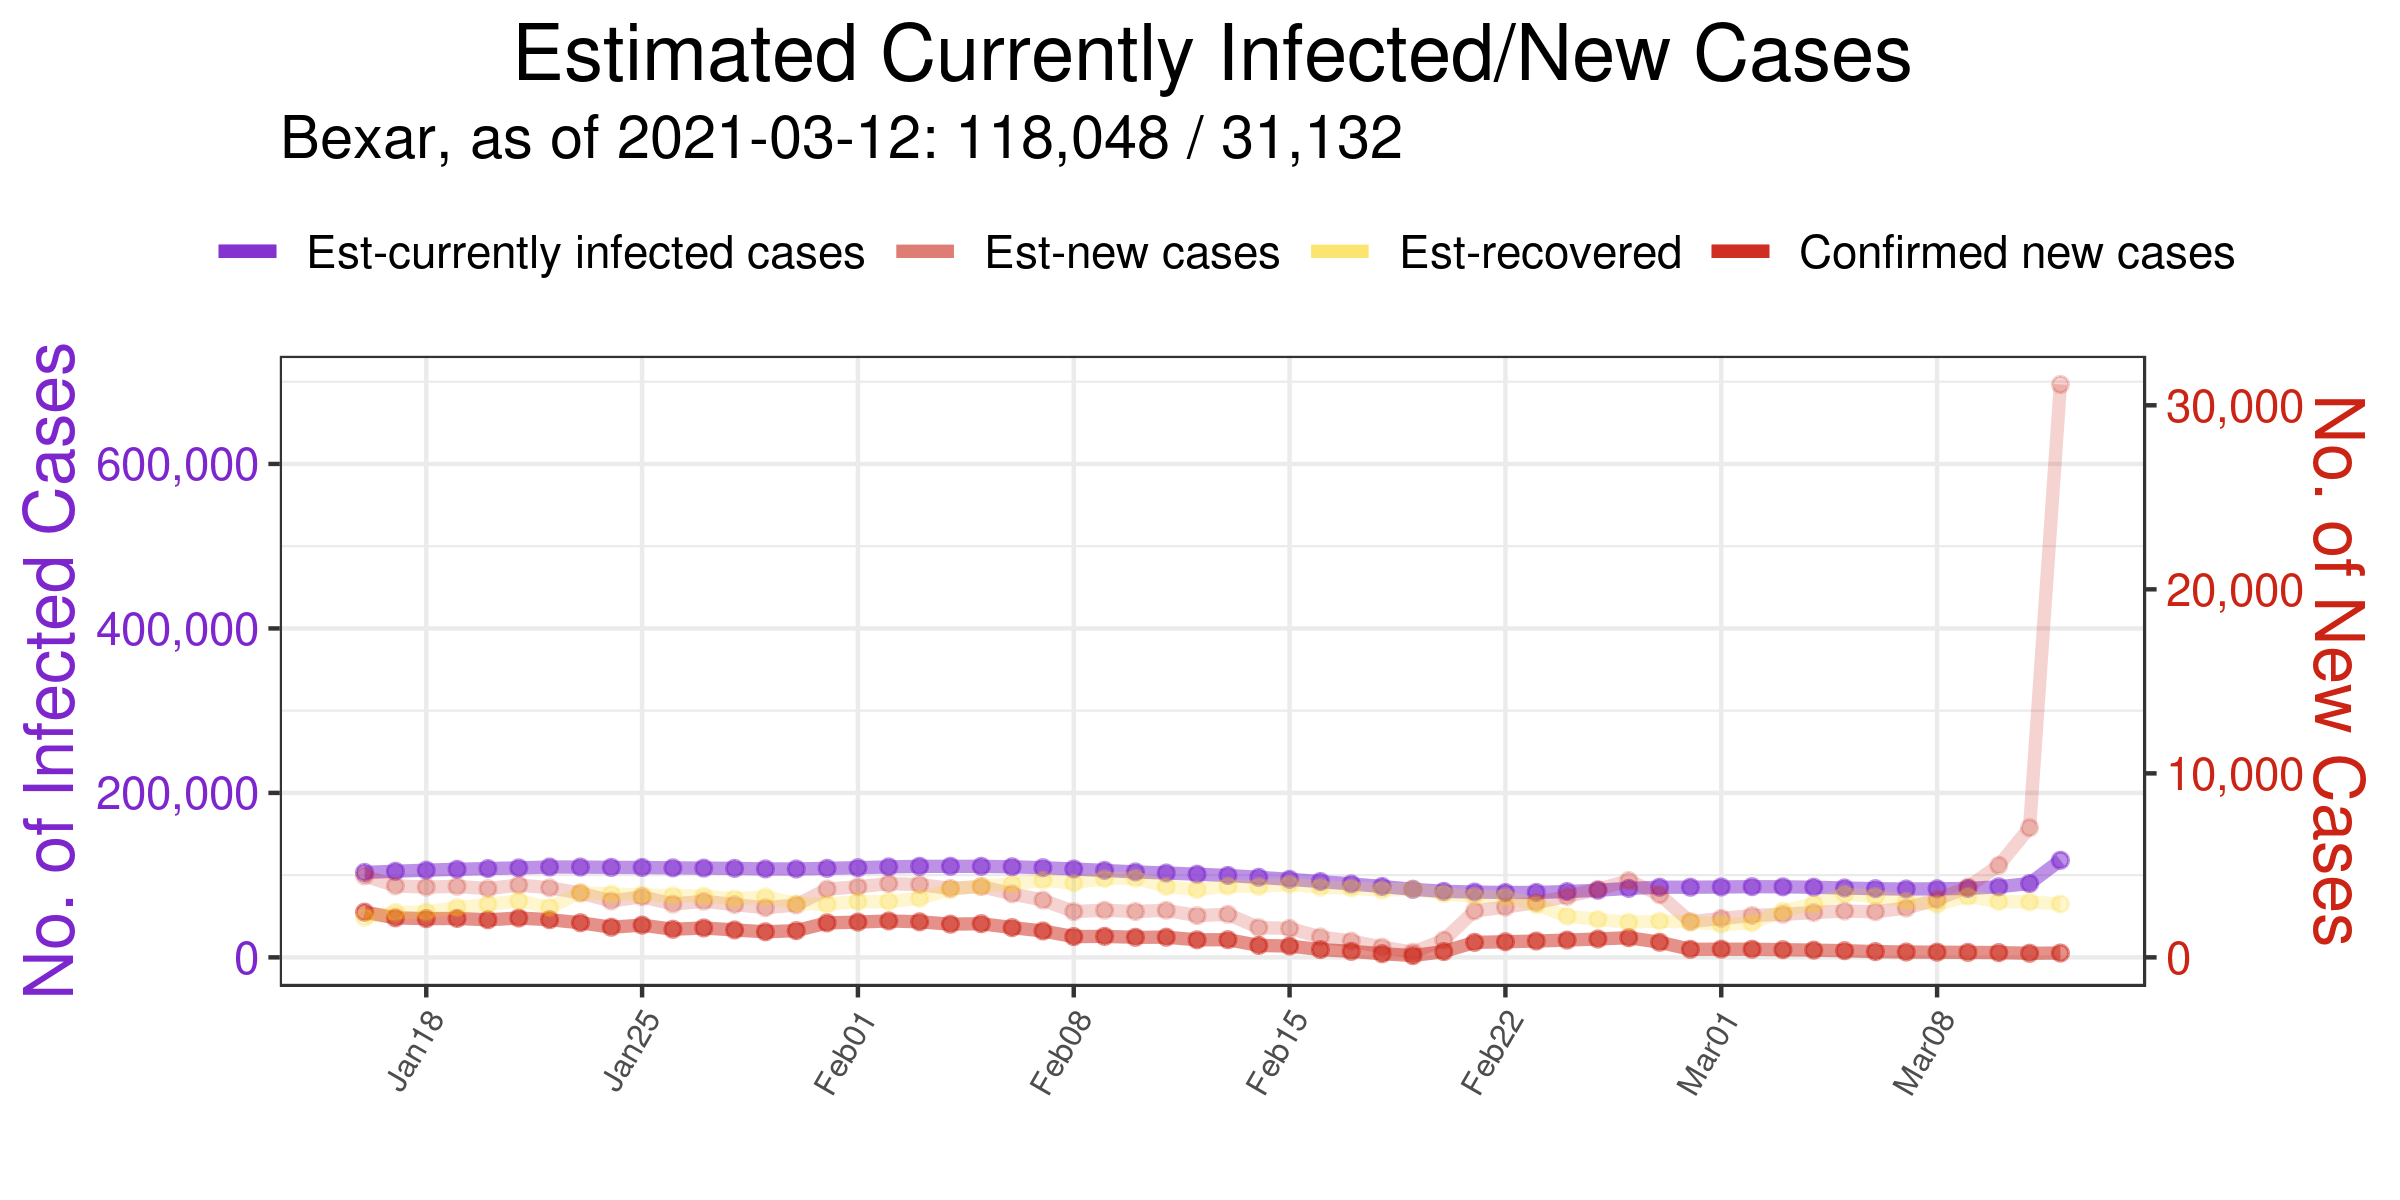 Estimated Currently Infected/New Cases
Bexar, as of 2021-03-12: 118,048 / 31,132
Est-currently infected cases Est-new cases Est-recovered Confirmed new cases
No. of Infected Cases
600,000
400,000
200,000
0
30,000
20,000
10,000
0
No. of New Cases
Jan18 Jan25 Feb01 Feb08 Feb15 Feb22 Mar01 Mar08